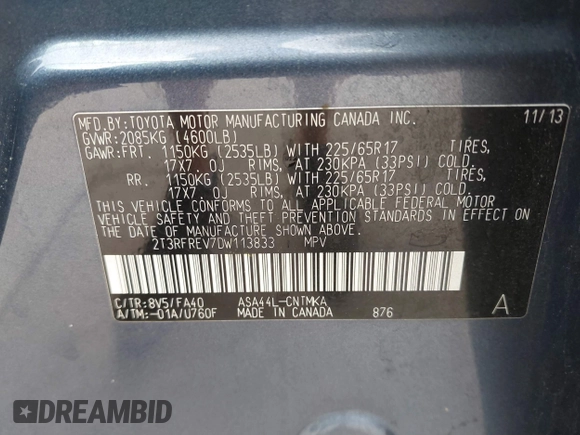 MFD.BY:TOYOTA MOTOR MANUFACTURING CANADA INC. 11/13
GVWR:2085KG (4600LB)
GAWR:FRT. 1150KG (2535LB) WITH 225/65R17 TIRES,
17X7 OJ RIMS, AT 230KPA (33PSI) COLD.
RR. 1150KG (2535LB) WITH 225/65R17 TIRES,
17X7 OJ RIMS, AT 230KPA (33PSI) COLD.
THIS VEHICLE CONFORMS TO ALL APPLICABLE FEDERAL MOTOR
VEHICLE SAFETY AND THEFT PREVENTION STANDARDS IN EFFECT ON
THE DATE OF MANUFACTURE SHOWN ABOVE.
2T3RFREV7DW113833 MPV
C/TR:8V5/FA40 ASA44L-CNTMKA
A/TM:-01A/U760F MADE IN CANADA 876 A
DREAMBID